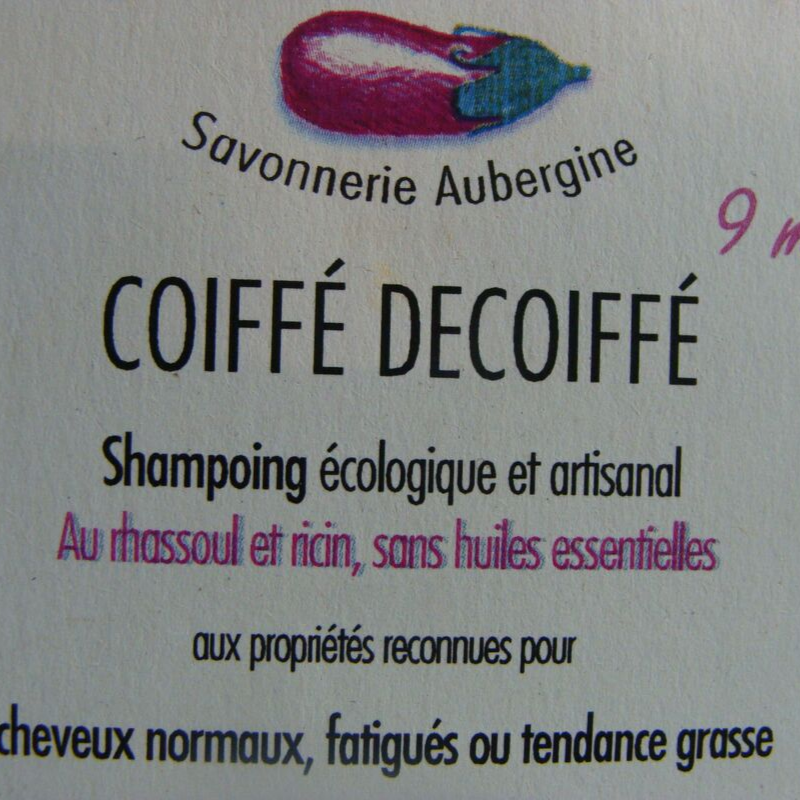 Savonnerie Aubergine
9
COIFFÉ DECOIFFÉ
Shampoing écologique et artisanal
Au rhassoul et ricin, sans huiles essentielles
aux propriétés reconnues pour
cheveux normaux, fatigués ou tendance grasse